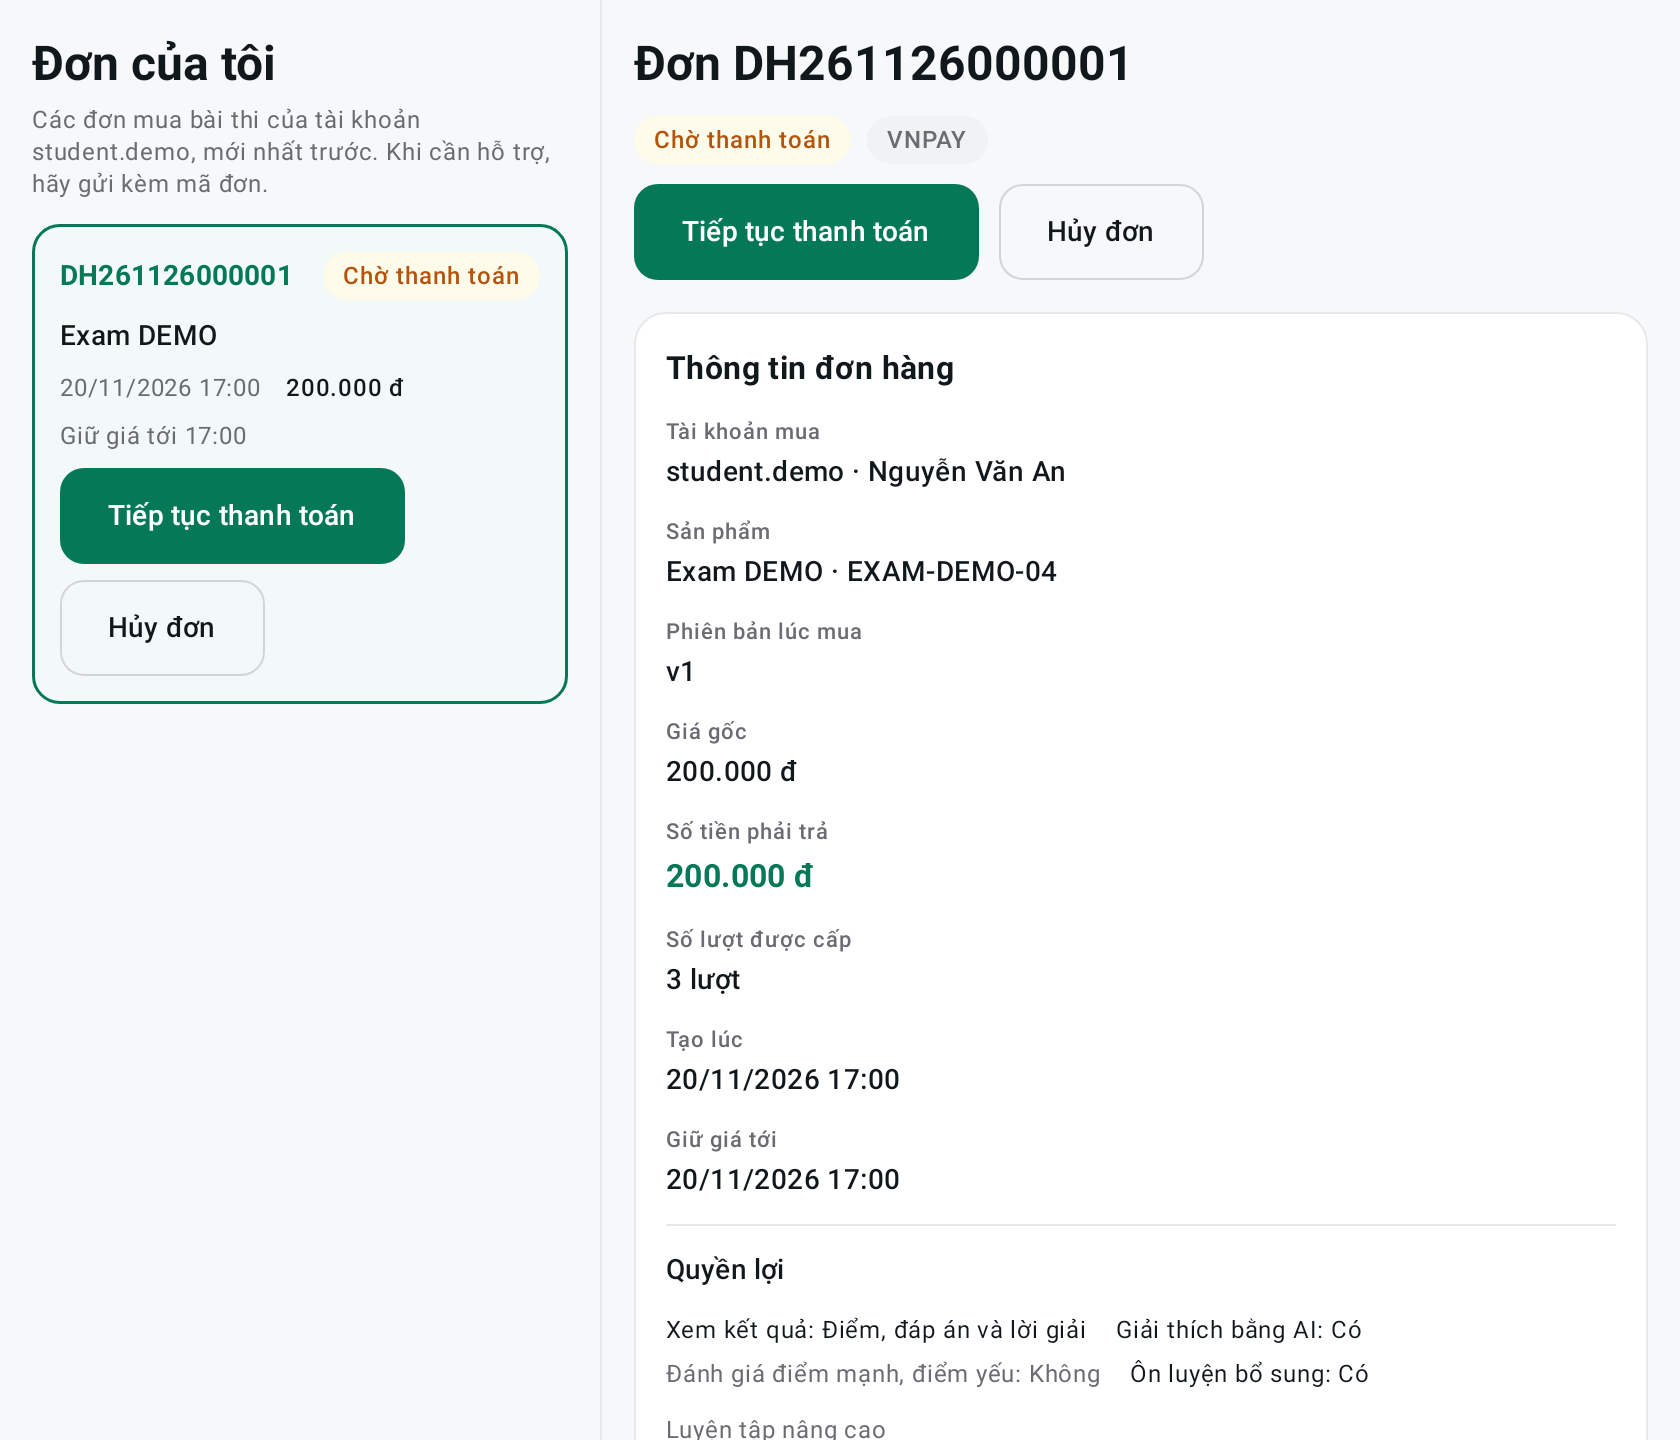 Đơn của tôi
Các đơn mua bài thi của tài khoản
student.demo, mới nhất trước. Khi cần hỗ trợ,
hãy gửi kèm mã đơn.
DH261126000001 Chờ thanh toán
Exam DEMO
20/11/2026 17:00 200.000 đ
Giữ giá tới 17:00
Tiếp tục thanh toán
Hủy đơn
Đơn DH261126000001
Chờ thanh toán VNPAY
Tiếp tục thanh toán Hủy đơn
Thông tin đơn hàng
Tài khoản mua
student.demo · Nguyễn Văn An
Sản phẩm
Exam DEMO · EXAM-DEMO-04
Phiên bản lúc mua
v1
Giá gốc
200.000 đ
Số tiền phải trả
200.000 đ
Số lượt được cấp
3 lượt
Tạo lúc
20/11/2026 17:00
Giữ giá tới
20/11/2026 17:00
Quyền lợi
Xem kết quả: Điểm, đáp án và lời giải Giải thích bằng AI: Có
Đánh giá điểm mạnh, điểm yếu: Không Ôn luyện bổ sung: Có
Luyện tập nâng cao